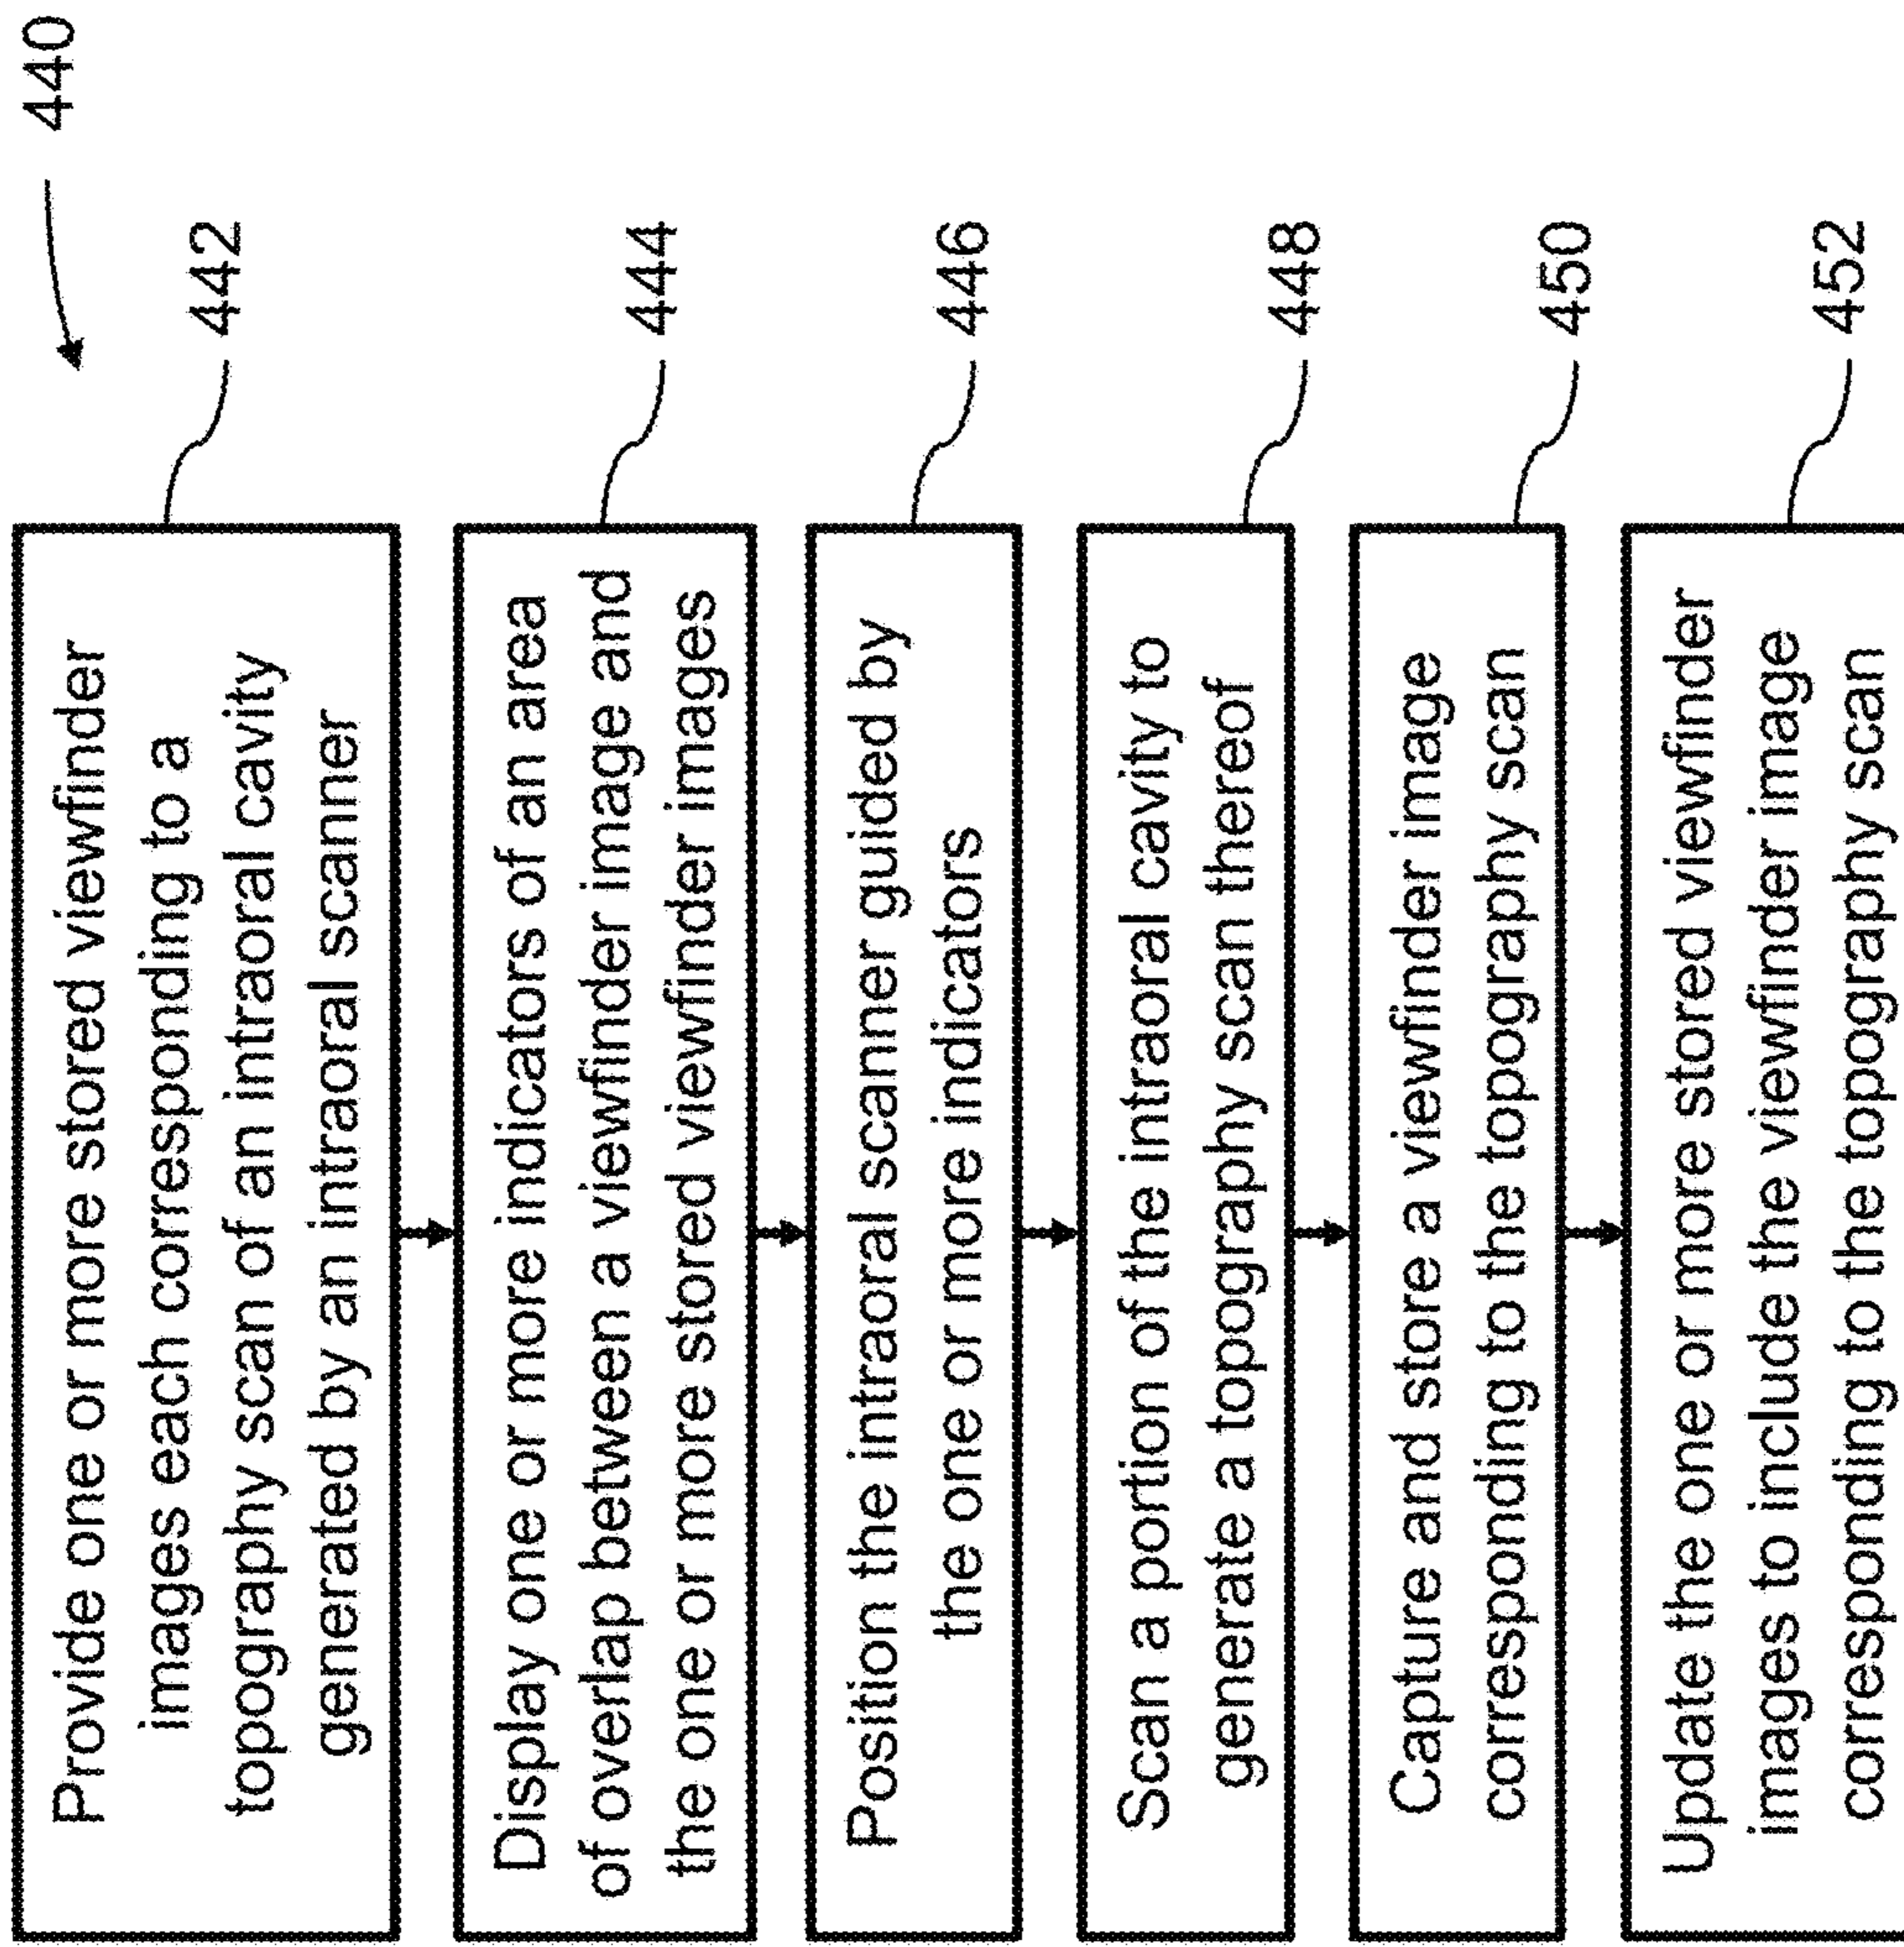 440
Provide one or more stored viewfinder
images each corresponding to a
topography scan of an intraoral cavity
generated by an intraoral scanner
442
Display one or more indicators of an area
of overlap between a viewfinder image and
the one or more stored viewfinder images
444
Position the intraoral scanner guided by
the one or more indicators
446
Scan a portion of the intraoral cavity to
generate a topography scan thereof
448
Capture and store a viewfinder image
corresponding to the topography scan
450
Update the one or more stored viewfinder
images to include the viewfinder image
corresponding to the topography scan
452